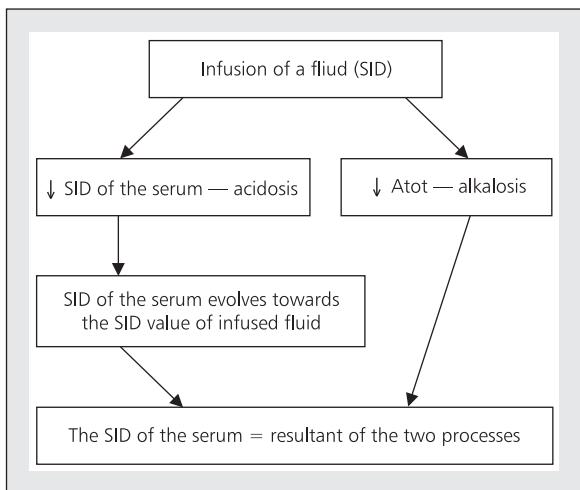 Infusion of a fliud (SID)
↓ SID of the serum — acidosis
↓ Atot — alkalosis
SID of the serum evolves towards
the SID value of infused fluid
The SID of the serum = resultant of the two processes